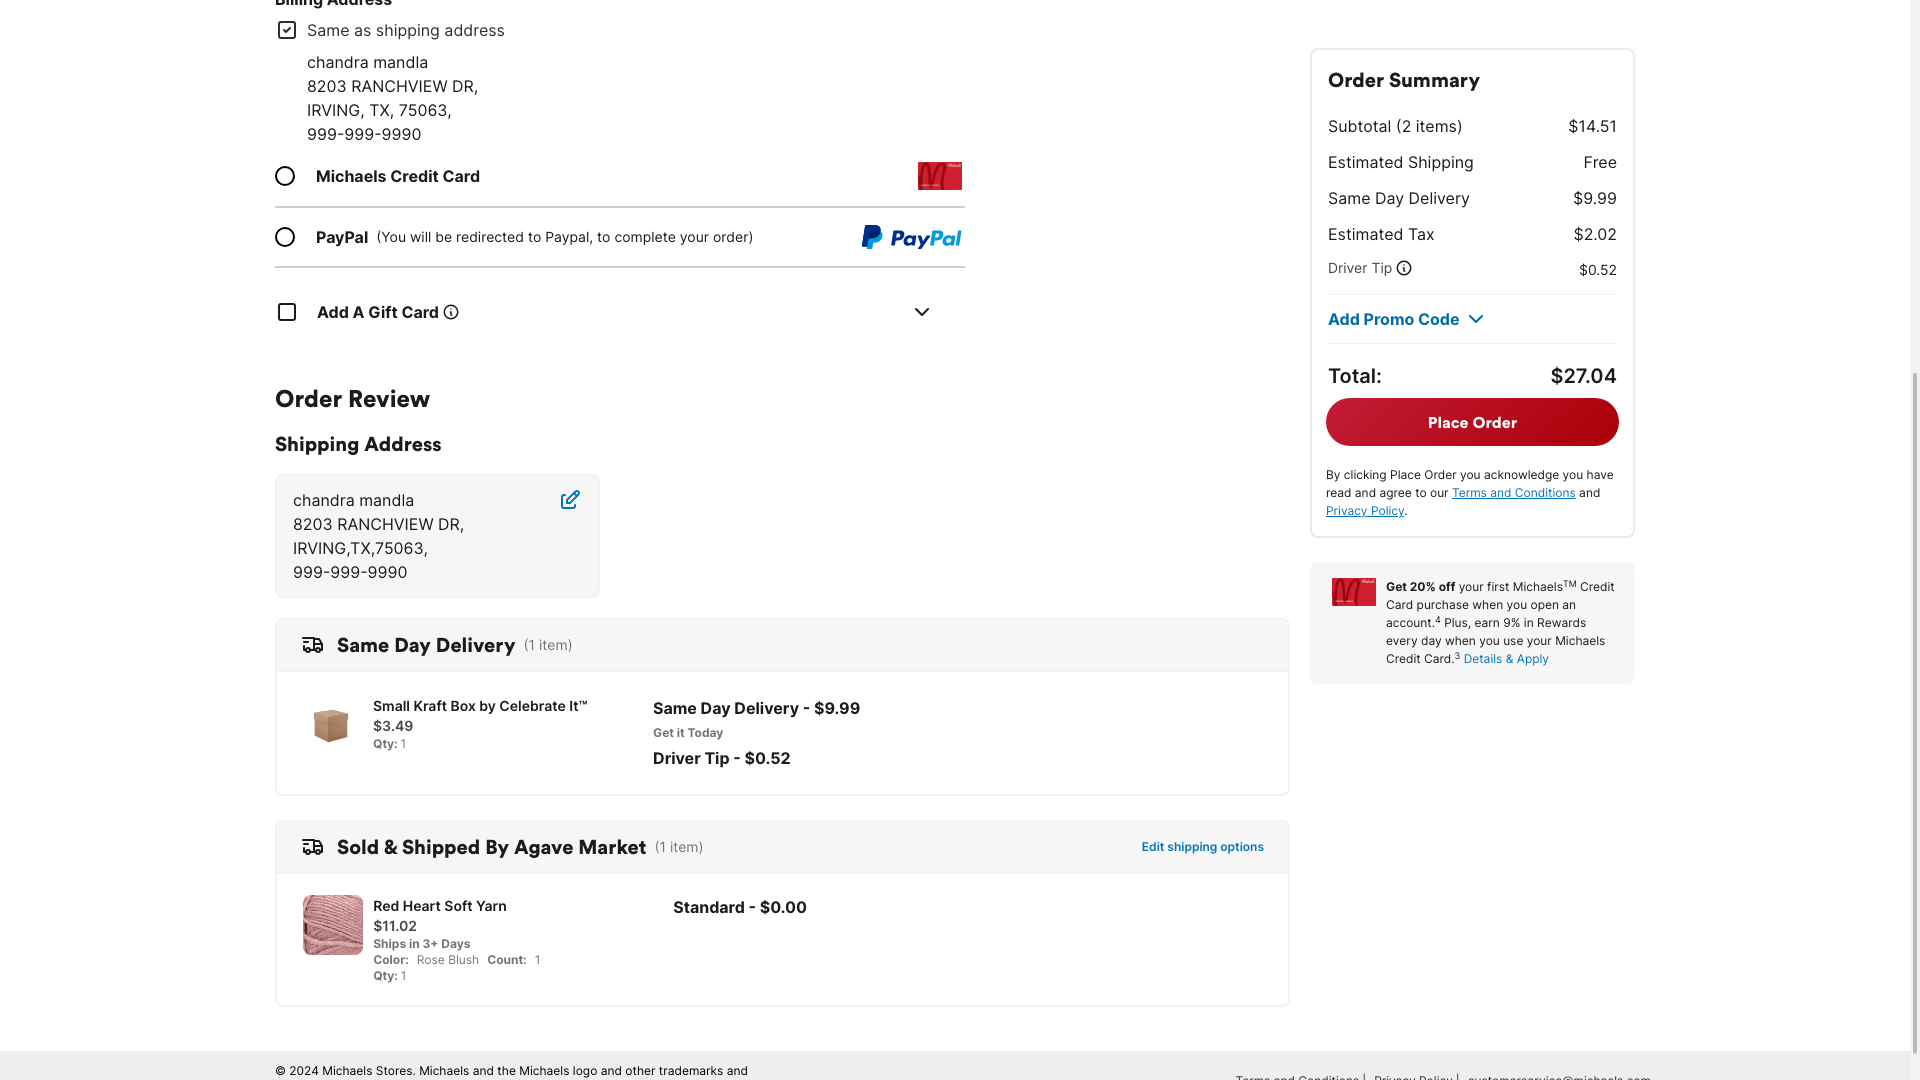 Billing Address
Same as shipping address
chandra mandla
8203 RANCHVIEW DR,
IRVING, TX, 75063,
999-999-9990
Michaels Credit Card
PayPal (You will be redirected to Paypal, to complete your order) PayPal
Add A Gift Card
Order Review
Shipping Address
chandra mandla
8203 RANCHVIEW DR,
IRVING,TX,75063,
999-999-9990
Same Day Delivery (1 item)
Small Kraft Box by Celebrate It™
$3.49
Qty: 1
Same Day Delivery - $9.99
Get it Today
Driver Tip - $0.52
Sold & Shipped By Agave Market (1 item)
Edit shipping options
Red Heart Soft Yarn
$11.02
Ships in 3+ Days
Color: Rose Blush Count: 1
Qty: 1
Standard - $0.00
Order Summary
Subtotal (2 items) $14.51
Estimated Shipping Free
Same Day Delivery $9.99
Estimated Tax $2.02
Driver Tip $0.52
Add Promo Code
Total: $27.04
Place Order
By clicking Place Order you acknowledge you have
read and agree to our Terms and Conditions and
Privacy Policy.
Get 20% off your first Michaels™ Credit
Card purchase when you open an
account.4 Plus, earn 9% in Rewards
every day when you use your Michaels
Credit Card.3 Details & Apply
© 2024 Michaels Stores. Michaels and the Michaels logo and other trademarks and
Terms and Conditions | Privacy Policy | customerservice@michaels.com